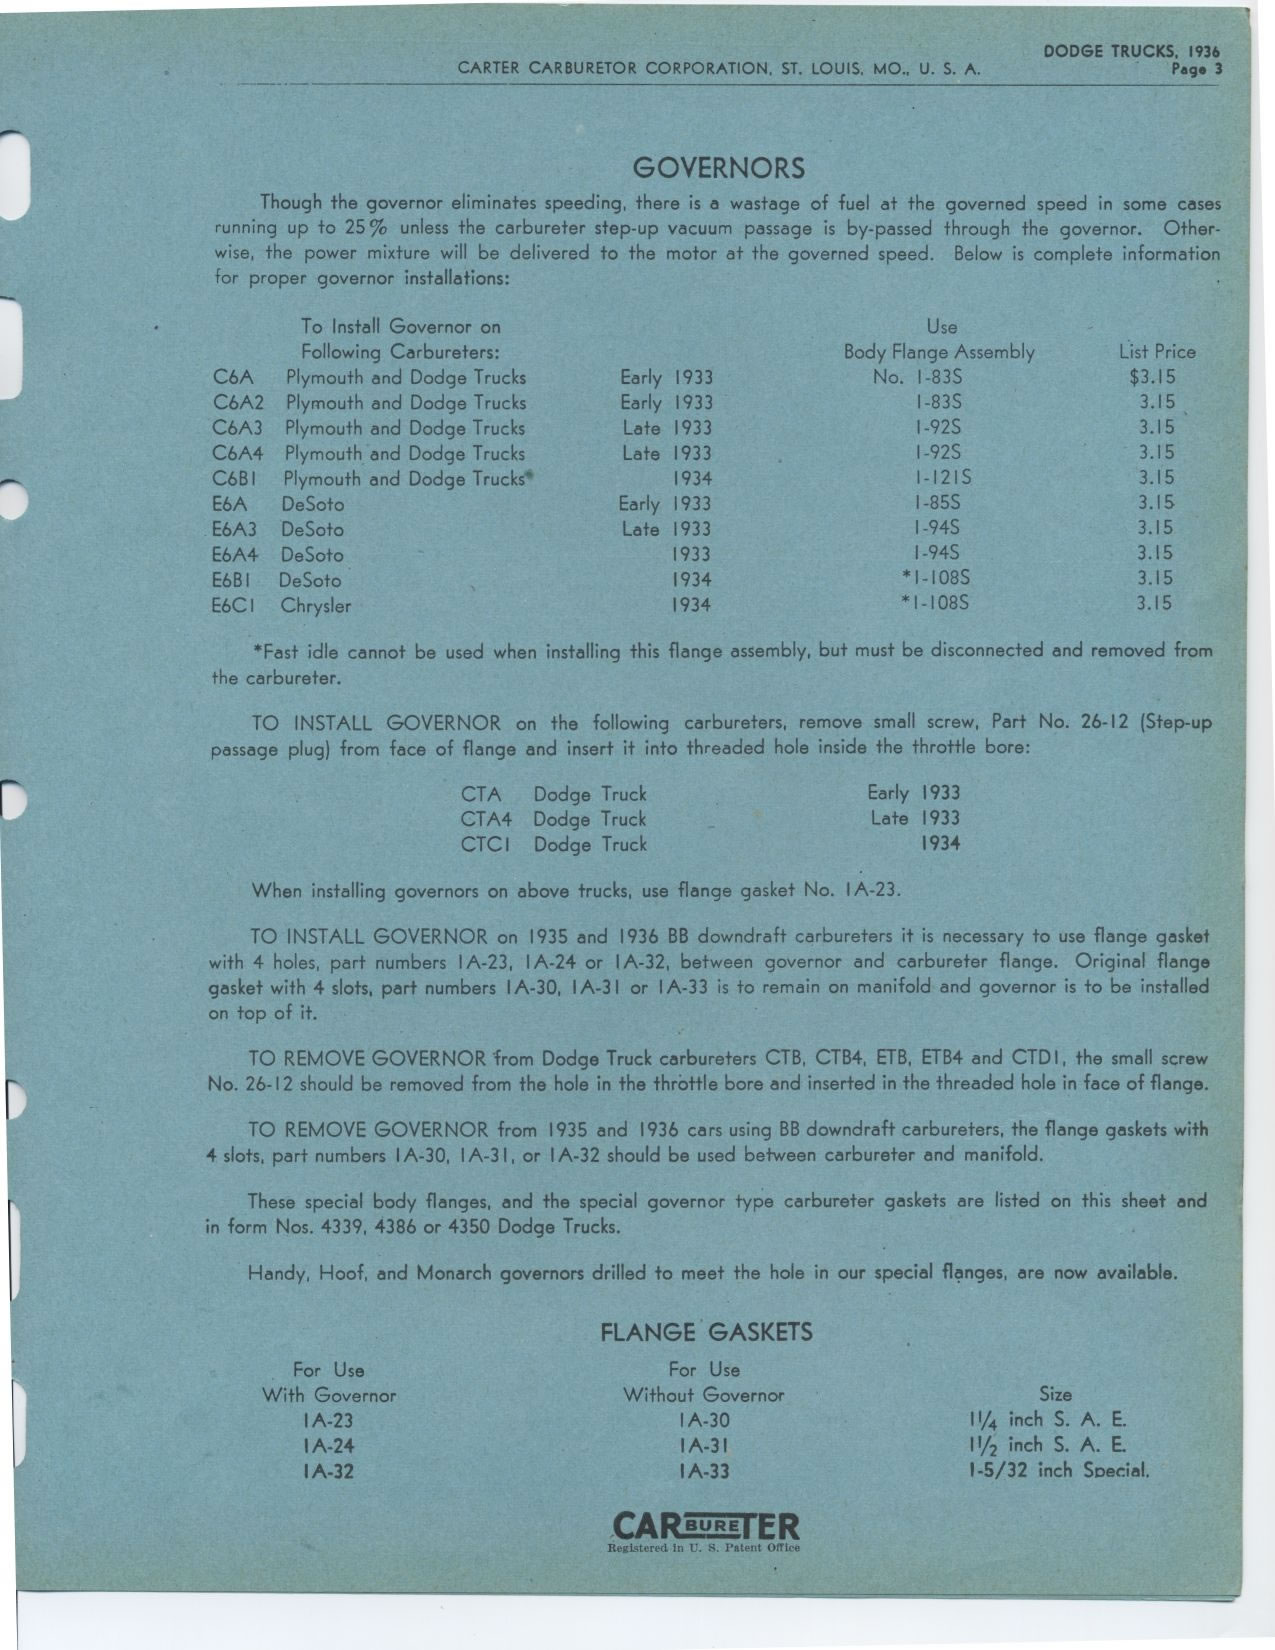 DODGE TRUCKS, 1936
CARTER CARBURETOR CORPORATION, ST. LOUIS, MO., U. S. A. Page 3
GOVERNORS
Though the governor eliminates speeding, there is a wastage of fuel at the governed speed in some cases
running up to 25% unless the carbureter step-up vacuum passage is by-passed through the governor. Other-
wise, the power mixture will be delivered to the motor at the governed speed. Below is complete information
for proper governor installations:
To Install Governor on Use
Following Carbureters: Body Flange Assembly List Price
C6A Plymouth and Dodge Trucks Early 1933 No. 1-83S $3.15
C6A2 Plymouth and Dodge Trucks Early 1933 1-83S 3.15
C6A3 Plymouth and Dodge Trucks Late 1933 1-92S 3.15
C6A4 Plymouth and Dodge Trucks Late 1933 1-92S 3.15
C6B1 Plymouth and Dodge Trucks 1934 1-121S 3.15
E6A DeSoto Early 1933 1-85S 3.15
E6A3 DeSoto Late 1933 1-94S 3.15
E6A4 DeSoto 1933 1-94S 3.15
E6B1 DeSoto 1934 *1-108S 3.15
E6C1 Chrysler 1934 *1-108S 3.15
*Fast idle cannot be used when installing this flange assembly, but must be disconnected and removed from
the carbureter.
TO INSTALL GOVERNOR on the following carbureters, remove small screw, Part No. 26-12 (Step-up
passage plug) from face of flange and insert it into threaded hole inside the throttle bore:
CTA Dodge Truck Early 1933
CTA4 Dodge Truck Late 1933
CTC1 Dodge Truck 1934
When installing governors on above trucks, use flange gasket No. 1A-23.
TO INSTALL GOVERNOR on 1935 and 1936 BB downdraft carbureters it is necessary to use flange gasket
with 4 holes, part numbers 1A-23, 1A-24 or 1A-32, between governor and carbureter flange. Original flange
gasket with 4 slots, part numbers 1A-30, 1A-31 or 1A-33 is to remain on manifold and governor is to be installed
on top of it.
TO REMOVE GOVERNOR from Dodge Truck carbureters CTB, CTB4, ETB, ETB4 and CTD1, the small screw
No. 26-12 should be removed from the hole in the throttle bore and inserted in the threaded hole in face of flange.
TO REMOVE GOVERNOR from 1935 and 1936 cars using BB downdraft carbureters, the flange gaskets with
4 slots, part numbers 1A-30, 1A-31, or 1A-32 should be used between carbureter and manifold.
These special body flanges, and the special governor type carbureter gaskets are listed on this sheet and
in form Nos. 4339, 4386 or 4350 Dodge Trucks.
Handy, Hoof, and Monarch governors drilled to meet the hole in our special flanges, are now available.
FLANGE GASKETS
For Use For Use
With Governor Without Governor Size
1A-23 1A-30 1 1/4 inch S. A. E.
1A-24 1A-31 1 1/2 inch S. A. E.
1A-32 1A-33 1-5/32 inch Special.
CARBURETER
Registered in U. S. Patent Office